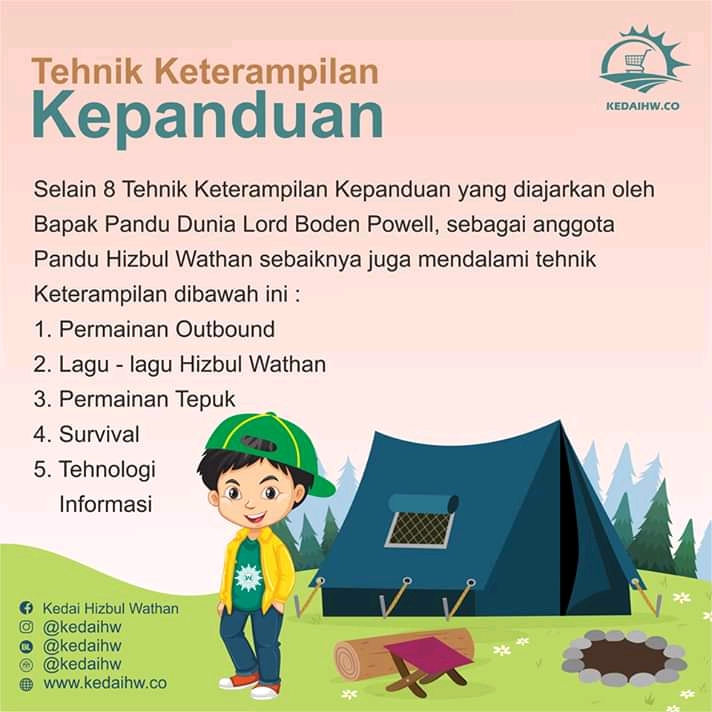 KEDAIHW.CO
Tehnik Keterampilan
Kepanduan
Selain 8 Tehnik Keterampilan Kepanduan yang diajarkan oleh
Bapak Pandu Dunia Lord Boden Powell, sebagai anggota
Pandu Hizbul Wathan sebaiknya juga mendalami tehnik
Keterampilan dibawah ini :
1. Permainan Outbound
2. Lagu - lagu Hizbul Wathan
3. Permainan Tepuk
4. Survival
5. Tehnologi
Informasi
Kedai Hizbul Wathan
@kedaihw
BL @kedaihw
@kedaihw
www.kedaihw.co